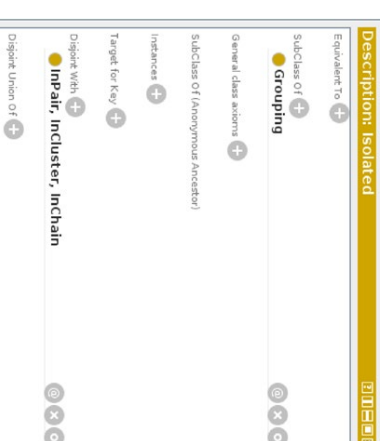 Description: Isolated
Equivalent To
SubClass Of
Grouping
General class axioms
SubClass Of (Anonymous Ancestor)
Instances
Target for Key
Disjoint With
InPair, InCluster, InChain
Disjoint Union Of